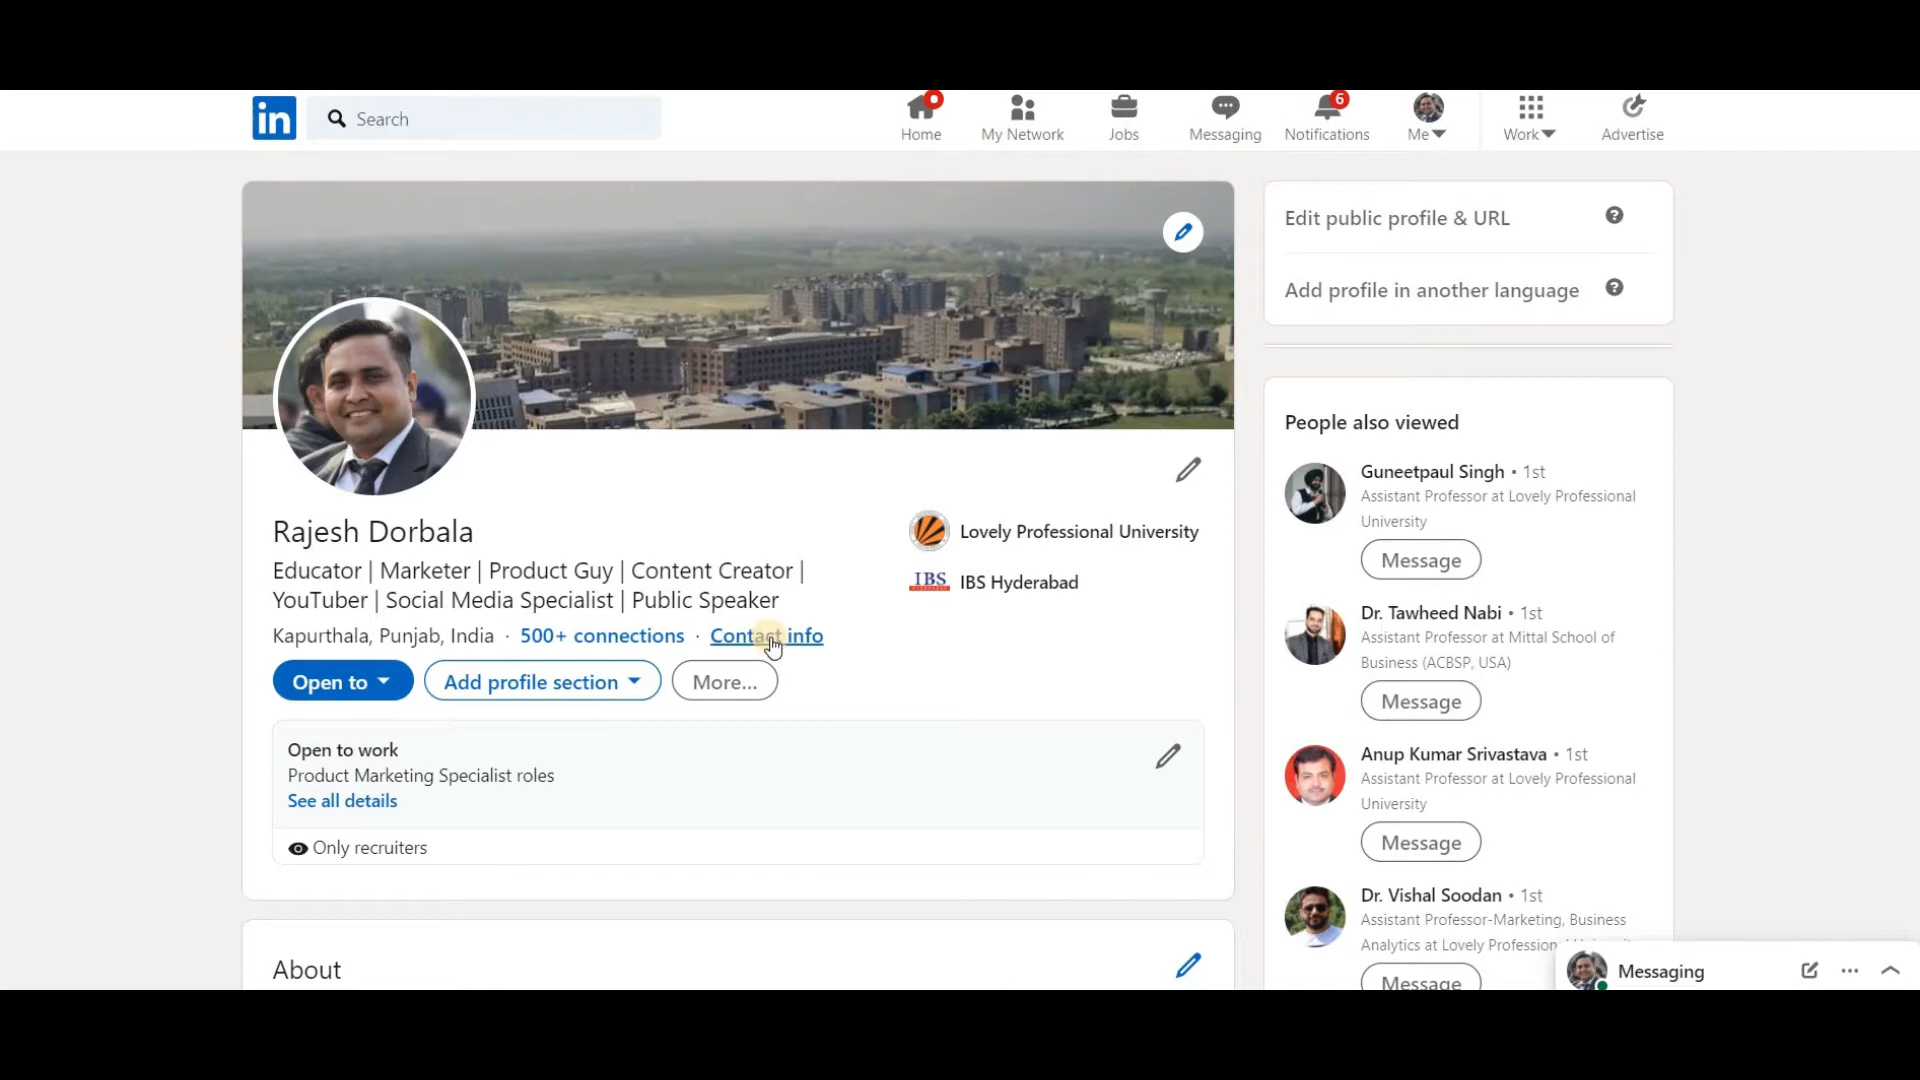 in
Search
Home
My Network
Jobs
Messaging
6
Notifications
Me
Work
Advertise
Rajesh Dorbala
Educator | Marketer | Product Guy | Content Creator |
YouTuber | Social Media Specialist | Public Speaker
Kapurthala, Punjab, India · 500+ connections · Contact info
Open to
Add profile section
More...
Lovely Professional University
IBS
IBS Hyderabad
Open to work
Product Marketing Specialist roles
See all details
Only recruiters
About
Edit public profile & URL
?
Add profile in another language
?
People also viewed
Guneetpaul Singh • 1st
Assistant Professor at Lovely Professional
University
Message
Dr. Tawheed Nabi • 1st
Assistant Professor at Mittal School of
Business (ACBSP, USA)
Message
Anup Kumar Srivastava • 1st
Assistant Professor at Lovely Professional
University
Message
Dr. Vishal Soodan • 1st
Assistant Professor-Marketing, Business
Analytics at Lovely
Message
Messaging